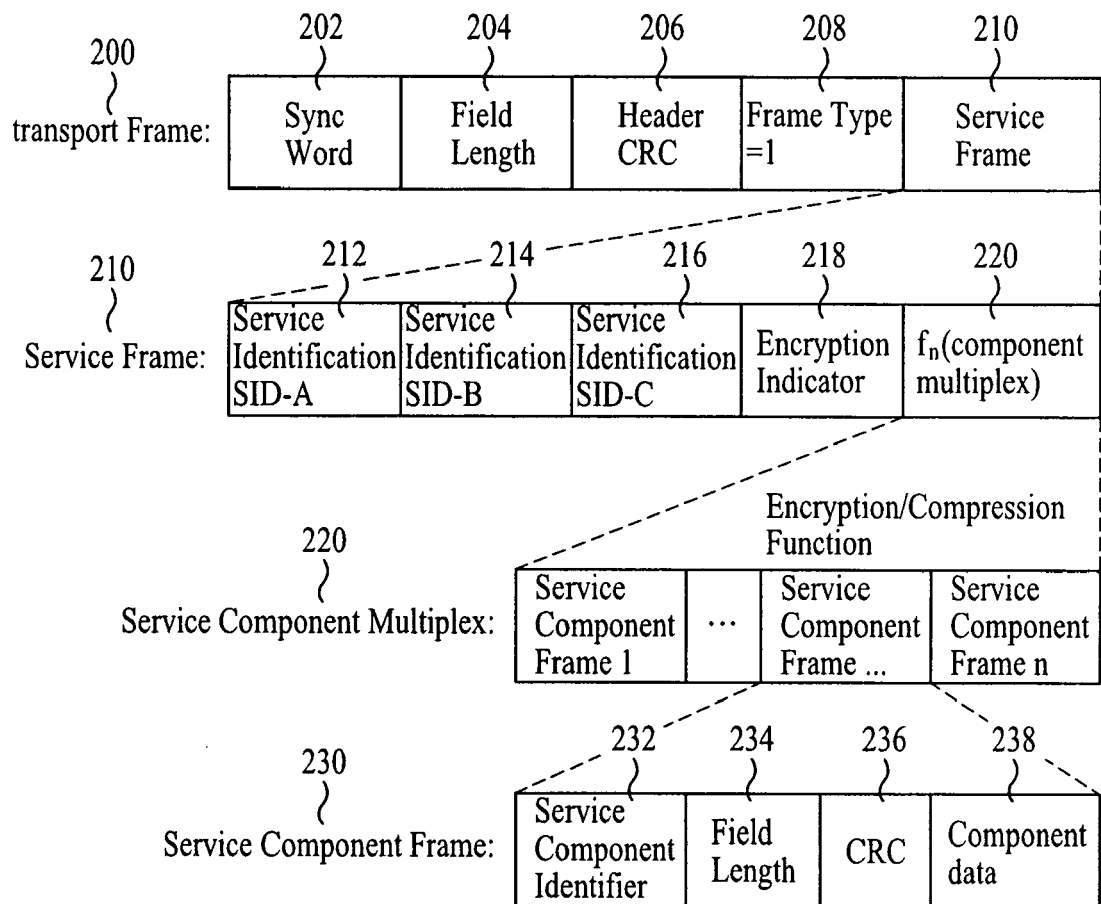 200
202
204
206
208
210
transport Frame:
Sync
Word
Field
Length
Header
CRC
Frame Type
=1
Service
Frame
210
212
214
216
218
220
Service Frame:
Service
Identification
SID-A
Service
Identification
SID-B
Service
Identification
SID-C
Encryption
Indicator
fn(component
multiplex)
Encryption/Compression
Function
220
Service Component Multiplex:
Service
Component
Frame 1
...
Service
Component
Frame ...
Service
Component
Frame n
230
232
234
236
238
Service Component Frame:
Service
Component
Identifier
Field
Length
CRC
Component
data